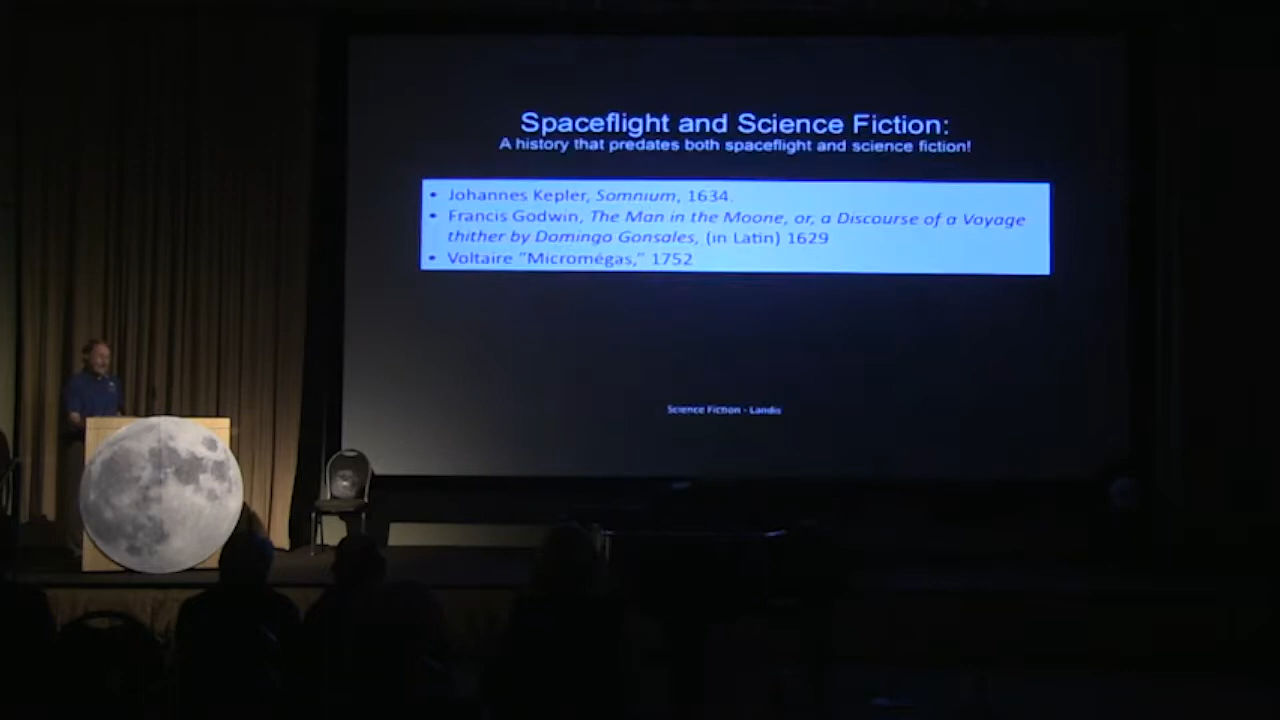 Spaceflight and Science Fiction:
A history that predates both spaceflight and science fiction!
• Johannes Kepler, Somnium, 1634.
• Francis Godwin, The Man in the Moone, or, a Discourse of a Voyage
thither by Domingo Gonsales, (in Latin) 1629
• Voltaire “Micromégas,” 1752
Science Fiction - Landis